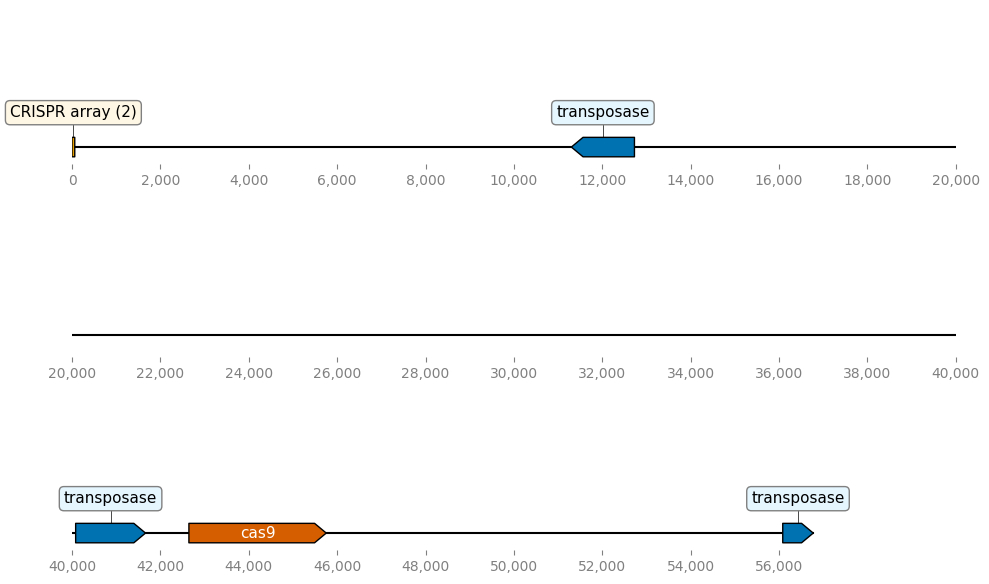 CRISPR array (2) transposase
0 2,000 4,000 6,000 8,000 10,000 12,000 14,000 16,000 18,000 20,000
20,000 22,000 24,000 26,000 28,000 30,000 32,000 34,000 36,000 38,000 40,000
transposase transposase
cas9
40,000 42,000 44,000 46,000 48,000 50,000 52,000 54,000 56,000